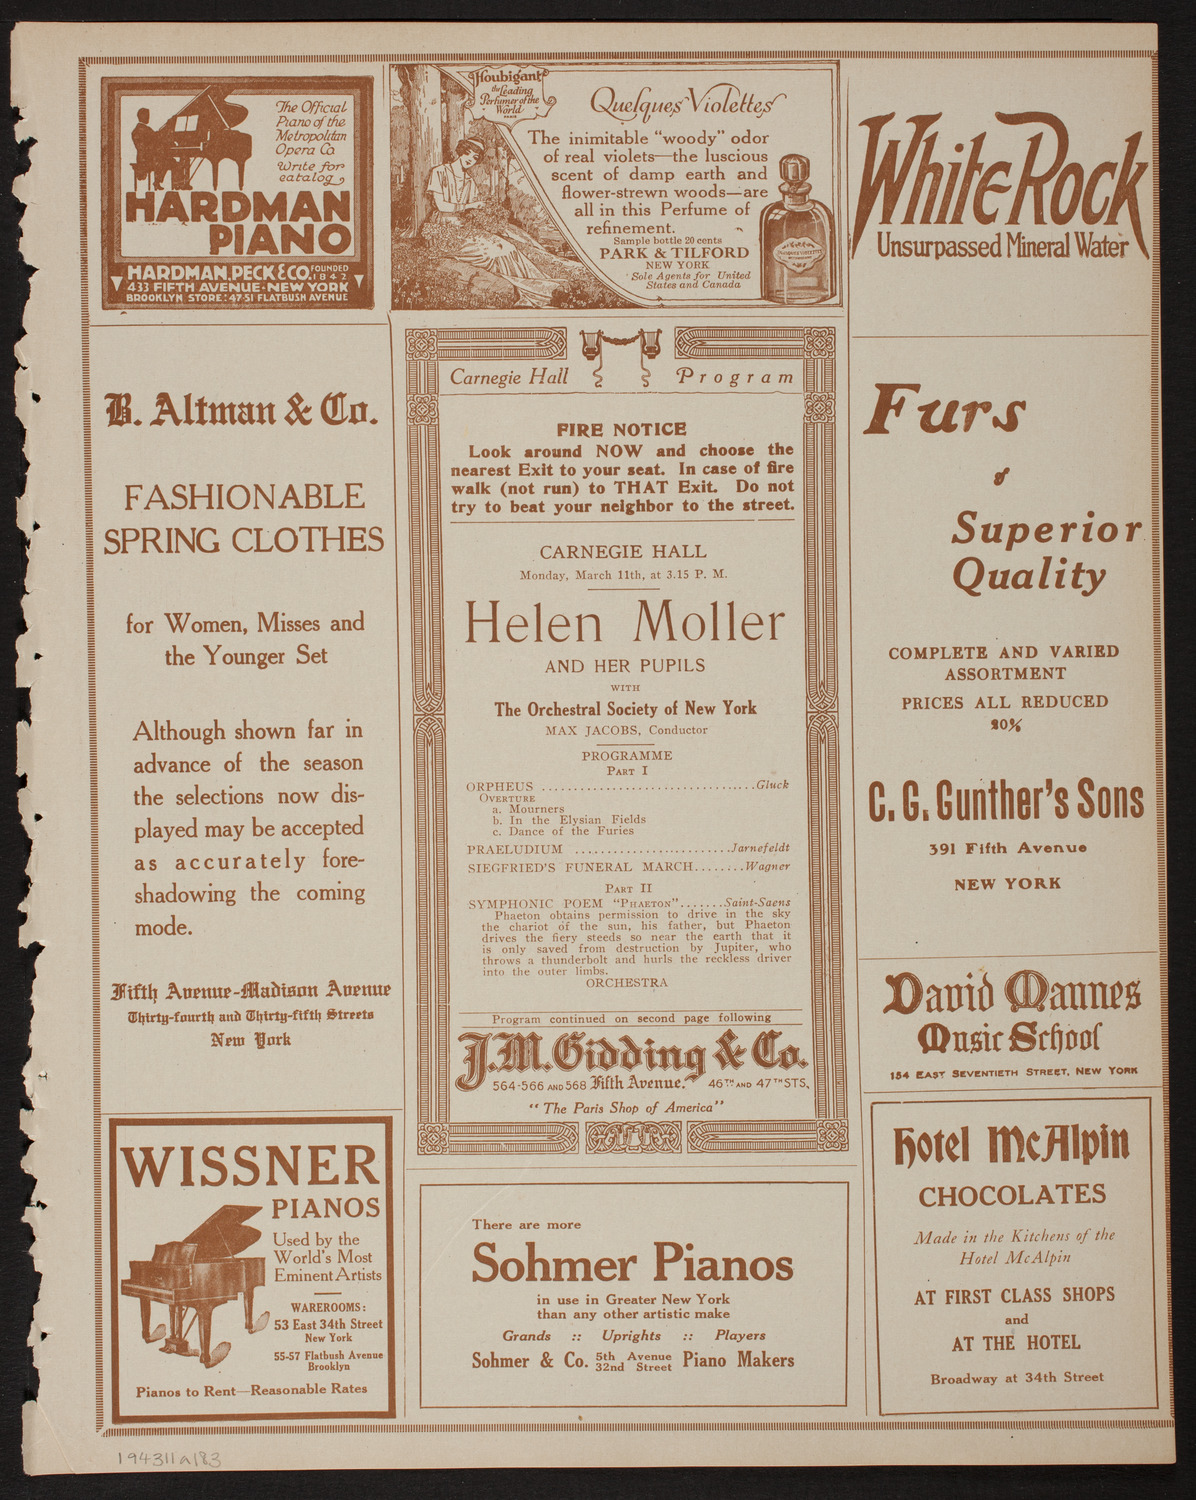 The Official
Piano of the
Metropolitan
Opera Co.
Write for
catalog
HARDMAN
PIANO
HARDMAN, PECK & CO. FOUNDED 1842
433 FIFTH AVENUE · NEW YORK
BROOKLYN STORE: 47-51 FLATBUSH AVENUE
Houbigant
the Leading
Perfumer of the
World
PARIS
Quelques Violettes
The inimitable "woody" odor
of real violets—the luscious
scent of damp earth and
flower-strewn woods—are
all in this Perfume of
refinement.
Sample bottle 20 cents
PARK & TILFORD
NEW YORK
Sole Agents for United
States and Canada
White Rock
Unsurpassed Mineral Water
B. Altman & Co.
FASHIONABLE
SPRING CLOTHES
for Women, Misses and
the Younger Set
Although shown far in
advance of the season
the selections now dis-
played may be accepted
as accurately fore-
shadowing the coming
mode.
Fifth Avenue-Madison Avenue
Thirty-fourth and Thirty-fifth Streets
New York
WISSNER
PIANOS
Used by the
World's Most
Eminent Artists
WAREROOMS:
53 East 34th Street
New York
55-57 Flatbush Avenue
Brooklyn
Pianos to Rent—Reasonable Rates
Carnegie Hall Program
FIRE NOTICE
Look around NOW and choose the
nearest Exit to your seat. In case of fire
walk (not run) to THAT Exit. Do not
try to beat your neighbor to the street.
CARNEGIE HALL
Monday, March 11th, at 3.15 P. M.
Helen Moller
AND HER PUPILS
WITH
The Orchestral Society of New York
MAX JACOBS, Conductor
PROGRAMME
PART I
ORPHEUS ................................. Gluck
OVERTURE
a. Mourners
b. In the Elysian Fields
c. Dance of the Furies
PRAELUDIUM ........................ Jarnefeldt
SIEGFRIED'S FUNERAL MARCH........ Wagner
PART II
SYMPHONIC POEM "PHAETON"....... Saint-Saens
Phaeton obtains permission to drive in the sky
the chariot of the sun, his father, but Phaeton
drives the fiery steeds so near the earth that it
is only saved from destruction by Jupiter, who
throws a thunderbolt and hurls the reckless driver
into the outer limbs.
ORCHESTRA
Program continued on second page following
J. M. Gidding & Co.
564-566 AND 568 Fifth Avenue. 46TH AND 47TH STS.
"The Paris Shop of America"
There are more
Sohmer Pianos
in use in Greater New York
than any other artistic make
Grands :: Uprights :: Players
Sohmer & Co. 5th Avenue 32nd Street Piano Makers
Furs
of
Superior
Quality
COMPLETE AND VARIED
ASSORTMENT
PRICES ALL REDUCED
20%
C. G. Gunther's Sons
391 Fifth Avenue
NEW YORK
David Mannes
Music School
154 EAST SEVENTIETH STREET, NEW YORK
Hotel McAlpin
CHOCOLATES
Made in the Kitchens of the
Hotel McAlpin
AT FIRST CLASS SHOPS
and
AT THE HOTEL
Broadway at 34th Street
194311a183